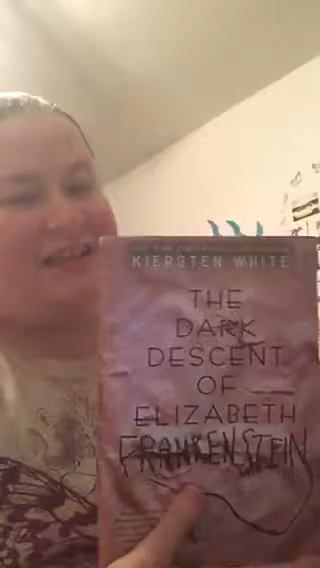 KIERSTEN WHITE
THE
DARK
DESCENT
OF
ELIZABETH
FRANKENSTEIN